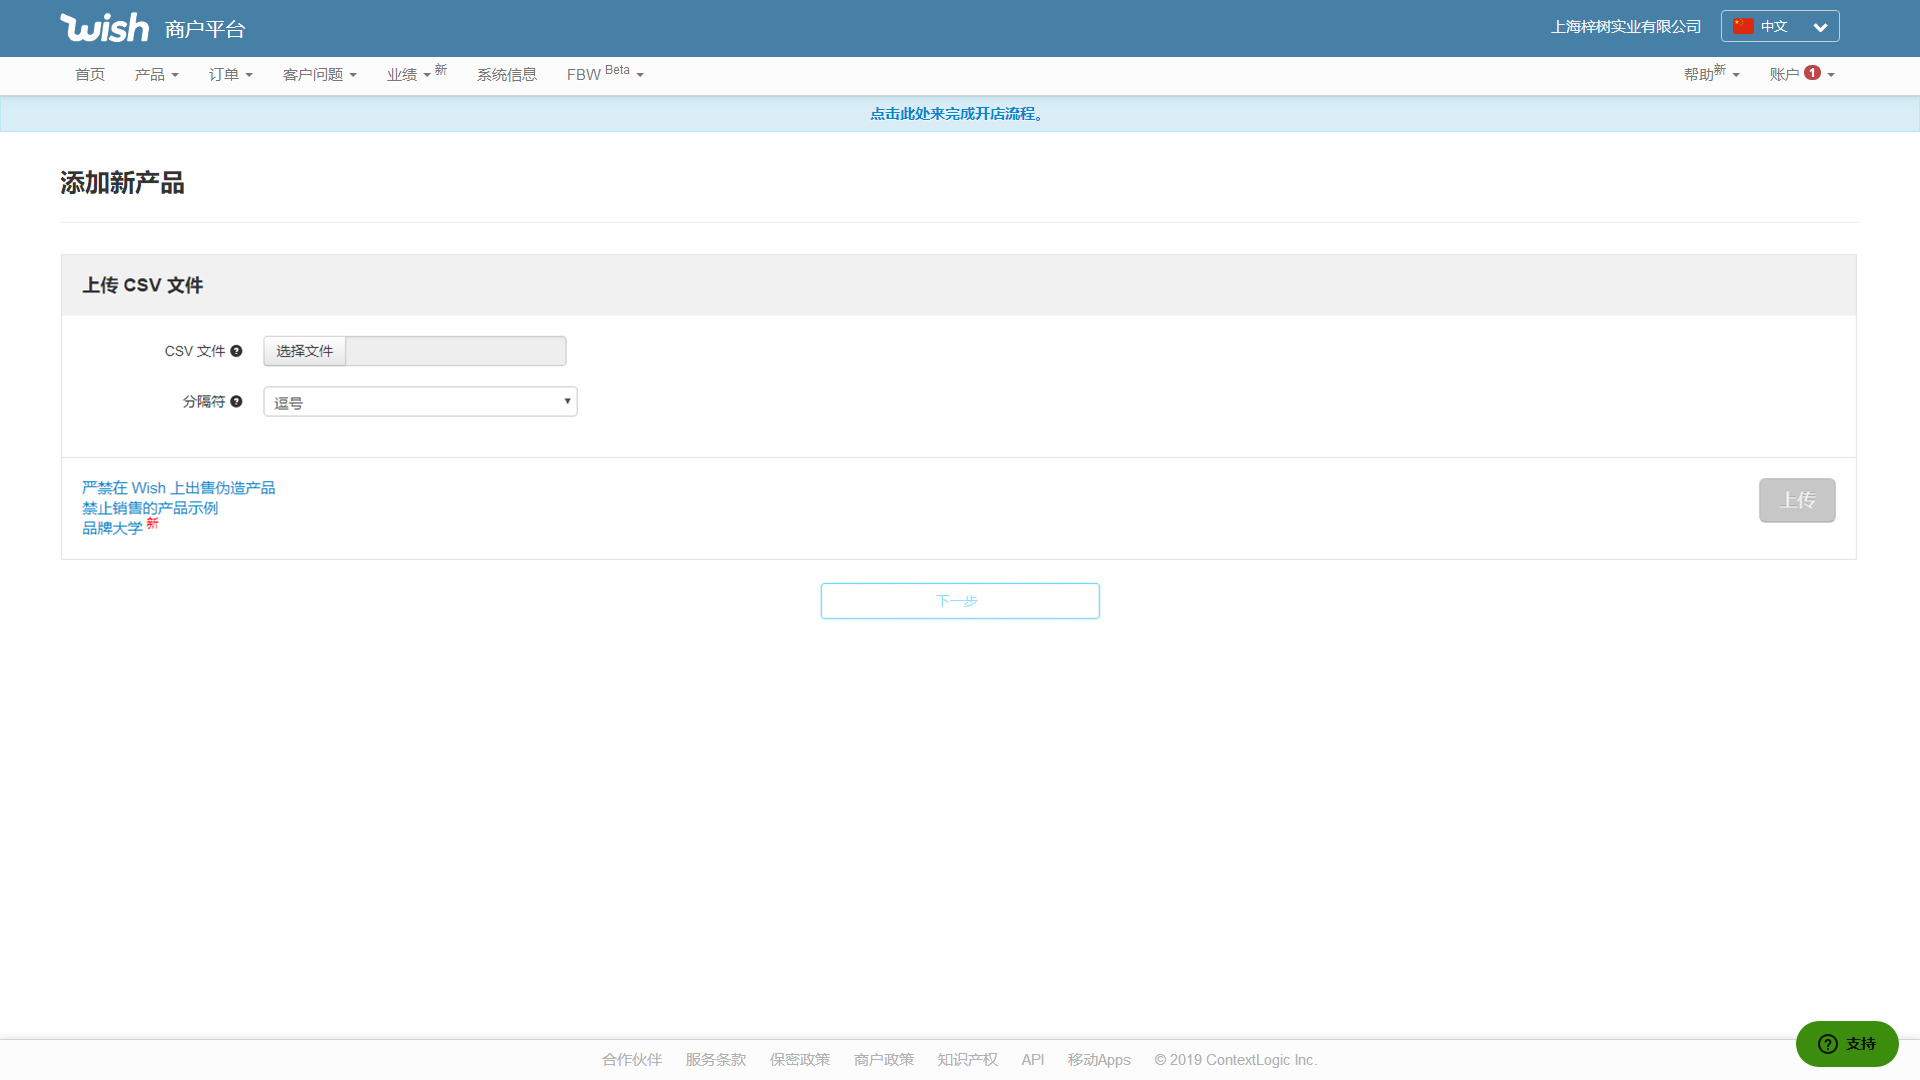 wish 商户平台
上海梓树实业有限公司 中文
首页 产品 订单 客户问题 业绩 新 系统信息 FBW Beta 帮助新 账户 1
点击此处来完成开店流程。
添加新产品
上传 CSV 文件
CSV 文件 选择文件
分隔符 逗号
严禁在 Wish 上出售伪造产品
禁止销售的产品示例
品牌大学 新
上传
下一步
支持
合作伙伴 服务条款 保密政策 商户政策 知识产权 API 移动Apps © 2019 ContextLogic Inc.